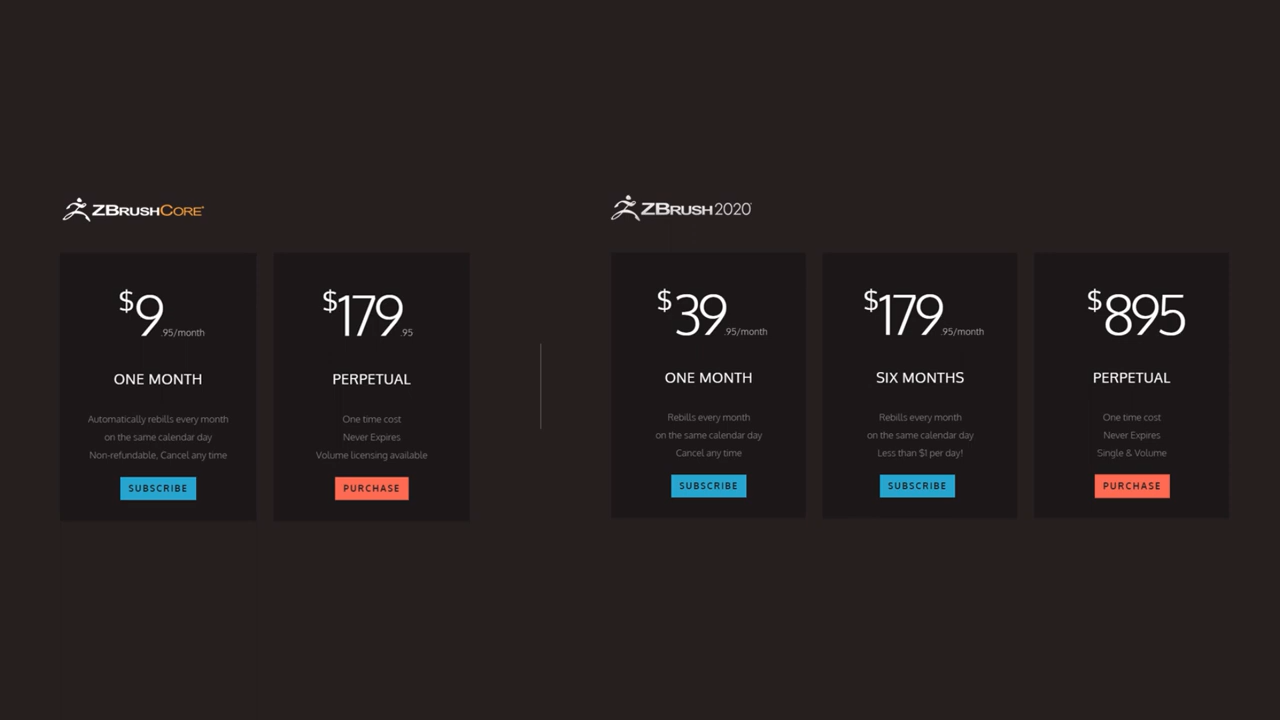 ZBRUSHCORE
$9.95/month
ONE MONTH
Automatically rebills every month
on the same calendar day
Non-refundable, Cancel any time
SUBSCRIBE
$179.95
PERPETUAL
One time cost
Never Expires
Volume licensing available
PURCHASE
ZBRUSH 2020
$39.95/month
ONE MONTH
Rebills every month
on the same calendar day
Cancel any time
SUBSCRIBE
$179.95/month
SIX MONTHS
Rebills every month
on the same calendar day
Less than $1 per day!
SUBSCRIBE
$895
PERPETUAL
One time cost
Never Expires
Single & Volume
PURCHASE